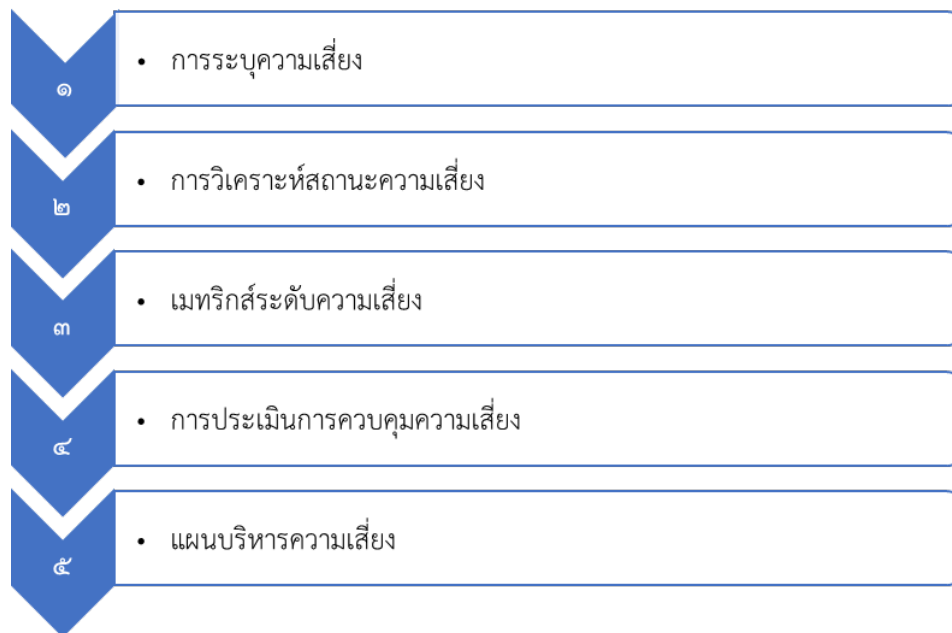 ๑
• การระบุความเสี่ยง
๒
• การวิเคราะห์สถานะความเสี่ยง
๓
• เมทริกส์ระดับความเสี่ยง
๔
• การประเมินการควบคุมความเสี่ยง
๕
• แผนบริหารความเสี่ยง